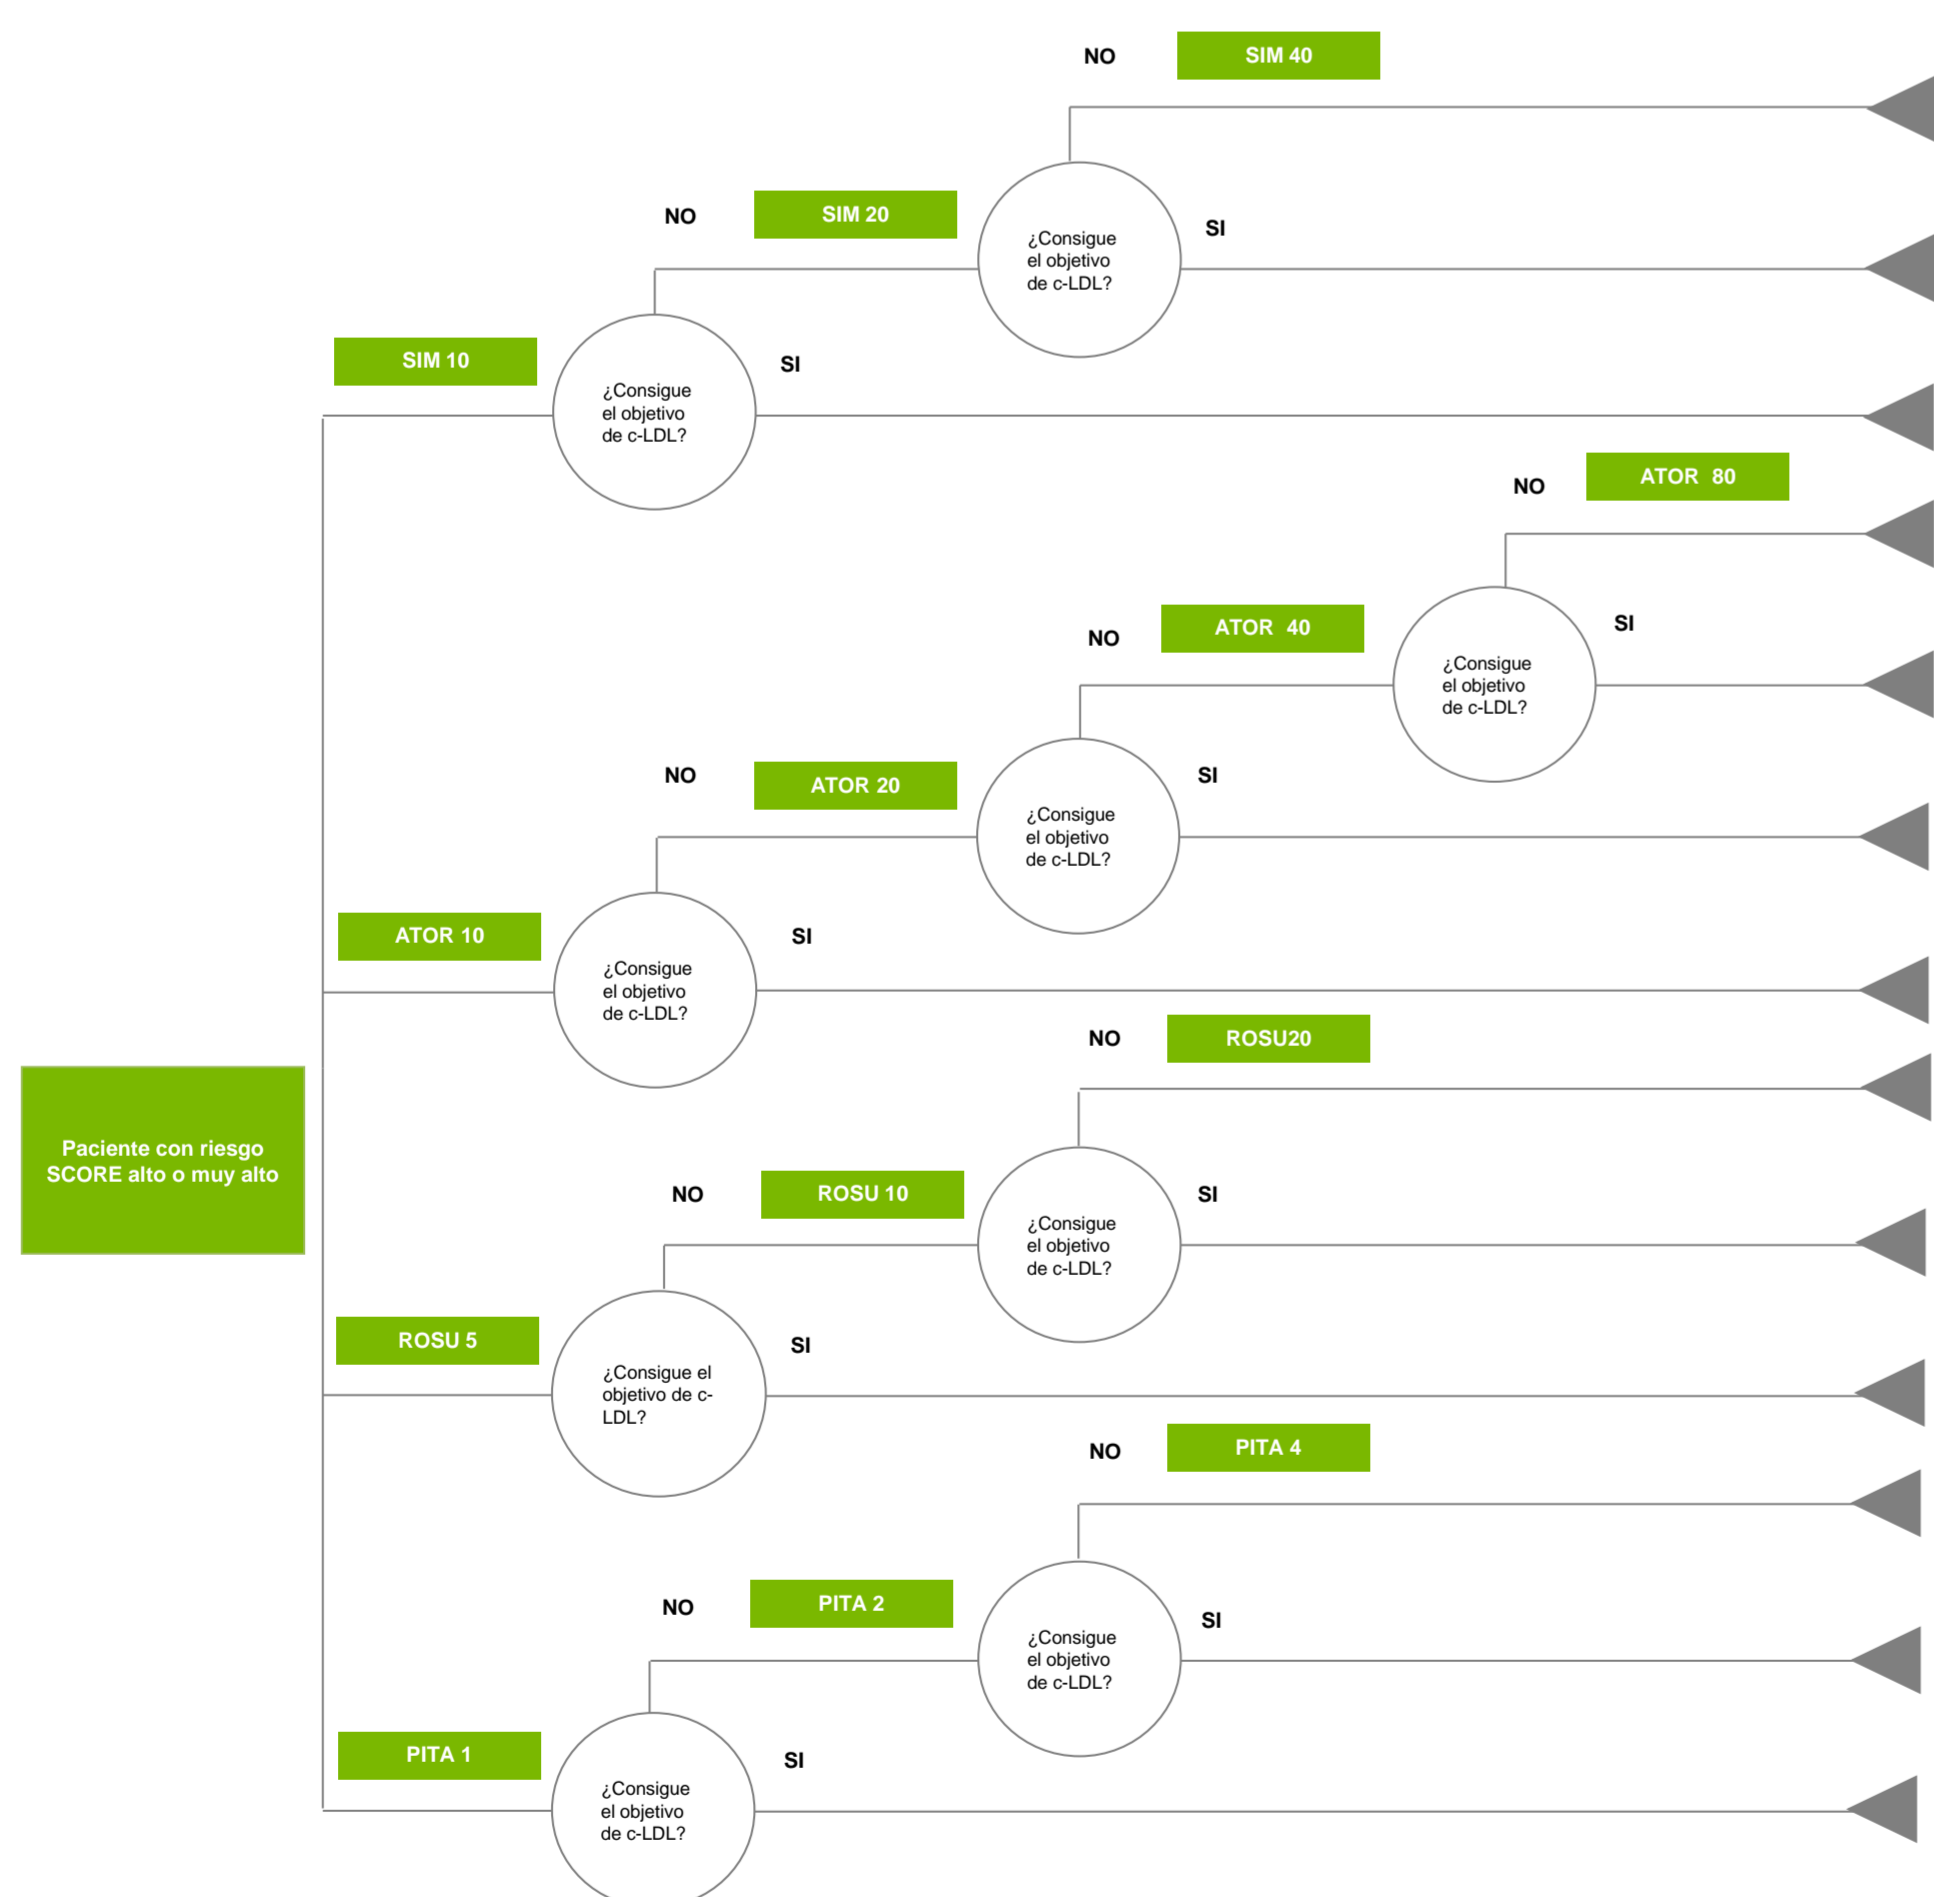 NO
SIM 40
NO
SIM 20
¿Consigue
el objetivo
de c-LDL?
SI
SIM 10
¿Consigue
el objetivo
de c-LDL?
SI
NO
ATOR  80
NO
ATOR  40
¿Consigue
el objetivo
de c-LDL?
SI
NO
ATOR 20
¿Consigue
el objetivo
de c-LDL?
SI
ATOR 10
¿Consigue
el objetivo
de c-LDL?
SI
NO
ROSU20
Paciente con riesgo
SCORE alto o muy alto
NO
ROSU 10
¿Consigue
el objetivo
de c-LDL?
SI
ROSU 5
¿Consigue el
objetivo de c-
LDL?
SI
NO
PITA 4
NO
PITA 2
¿Consigue
el objetivo
de c-LDL?
SI
PITA 1
¿Consigue
el objetivo
de c-LDL?
SI